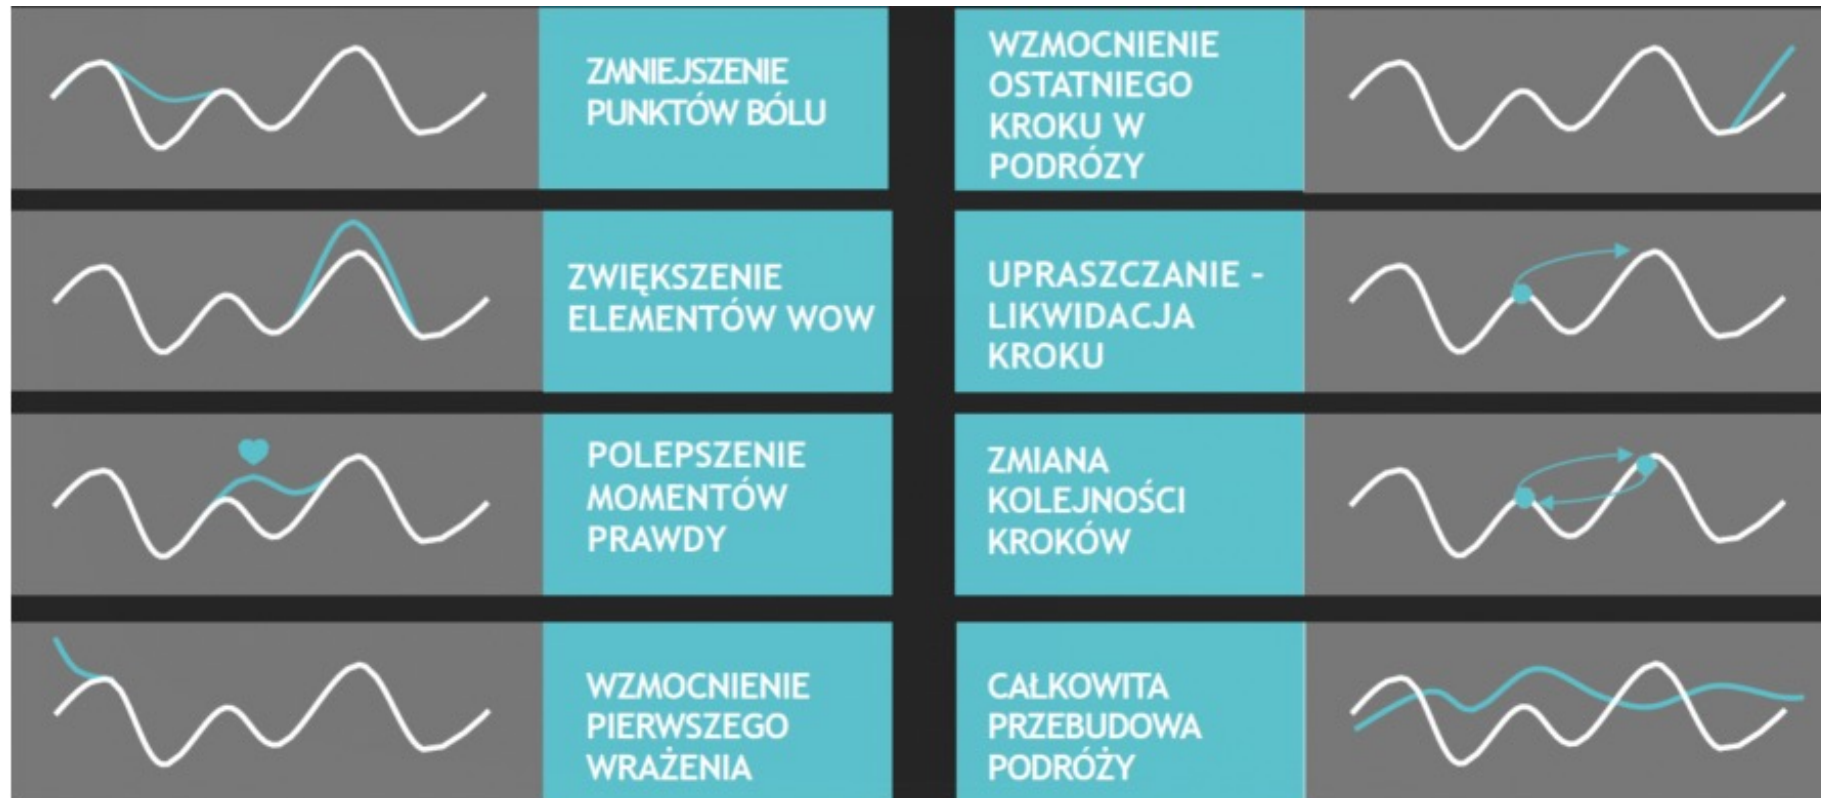 ZMNIEJSZENIE
PUNKTÓW BÓLU
ZWIĘKSZENIE
ELEMENTÓW WOW
POLEPSZENIE
MOMENTÓW
PRAWDY
WZMOCNIENIE
PIERWSZEGO
WRAŻENIA
WZMOCNIENIE
OSTATNIEGO
KROKU W
PODRÓZY
UPRASZCZANIE –
LIKWIDACJA
KROKU
ZMIANA
KOLEJNOŚCI
KROKÓW
CAŁKOWITA
PRZEBUDOWA
PODRÓŻY